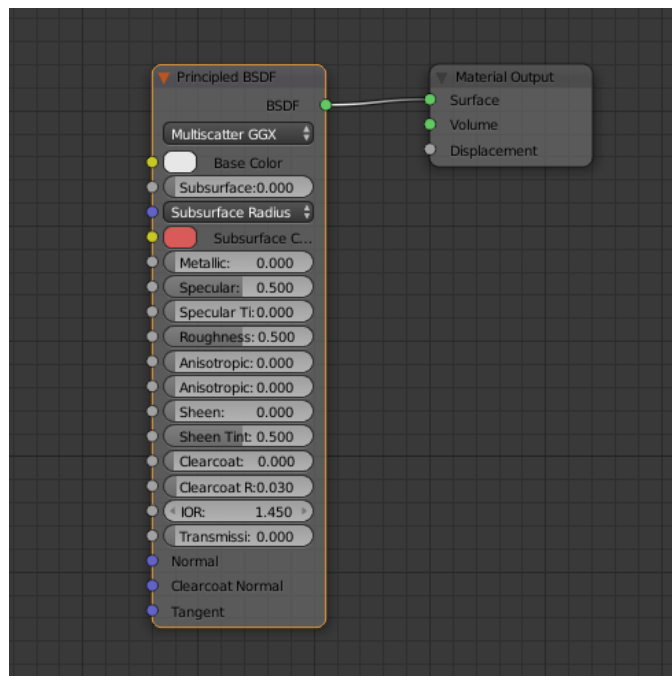 Principled BSDF
BSDF
Multiscatter GGX
Base Color
Subsurface:0.000
Subsurface Radius
Subsurface C...
Metallic: 0.000
Specular: 0.500
Specular Ti:0.000
Roughness: 0.500
Anisotropic: 0.000
Anisotropic: 0.000
Sheen: 0.000
Sheen Tint: 0.500
Clearcoat: 0.000
Clearcoat R:0.030
IOR: 1.450
Transmissi: 0.000
Normal
Clearcoat Normal
Tangent
Material Output
Surface
Volume
Displacement